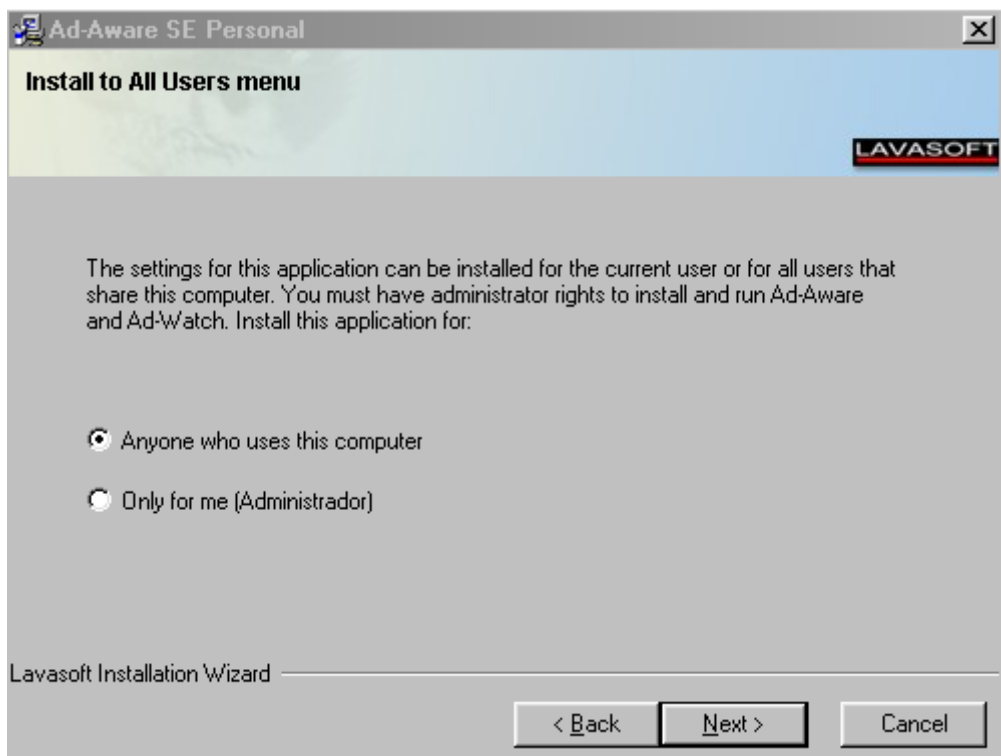 Ad-Aware SE Personal
Install to All Users menu
LAVASOFT
The settings for this application can be installed for the current user or for all users that
share this computer. You must have administrator rights to install and run Ad-Aware
and Ad-Watch. Install this application for:
Anyone who uses this computer
Only for me (Administrador)
Lavasoft Installation Wizard
< Back
Next >
Cancel